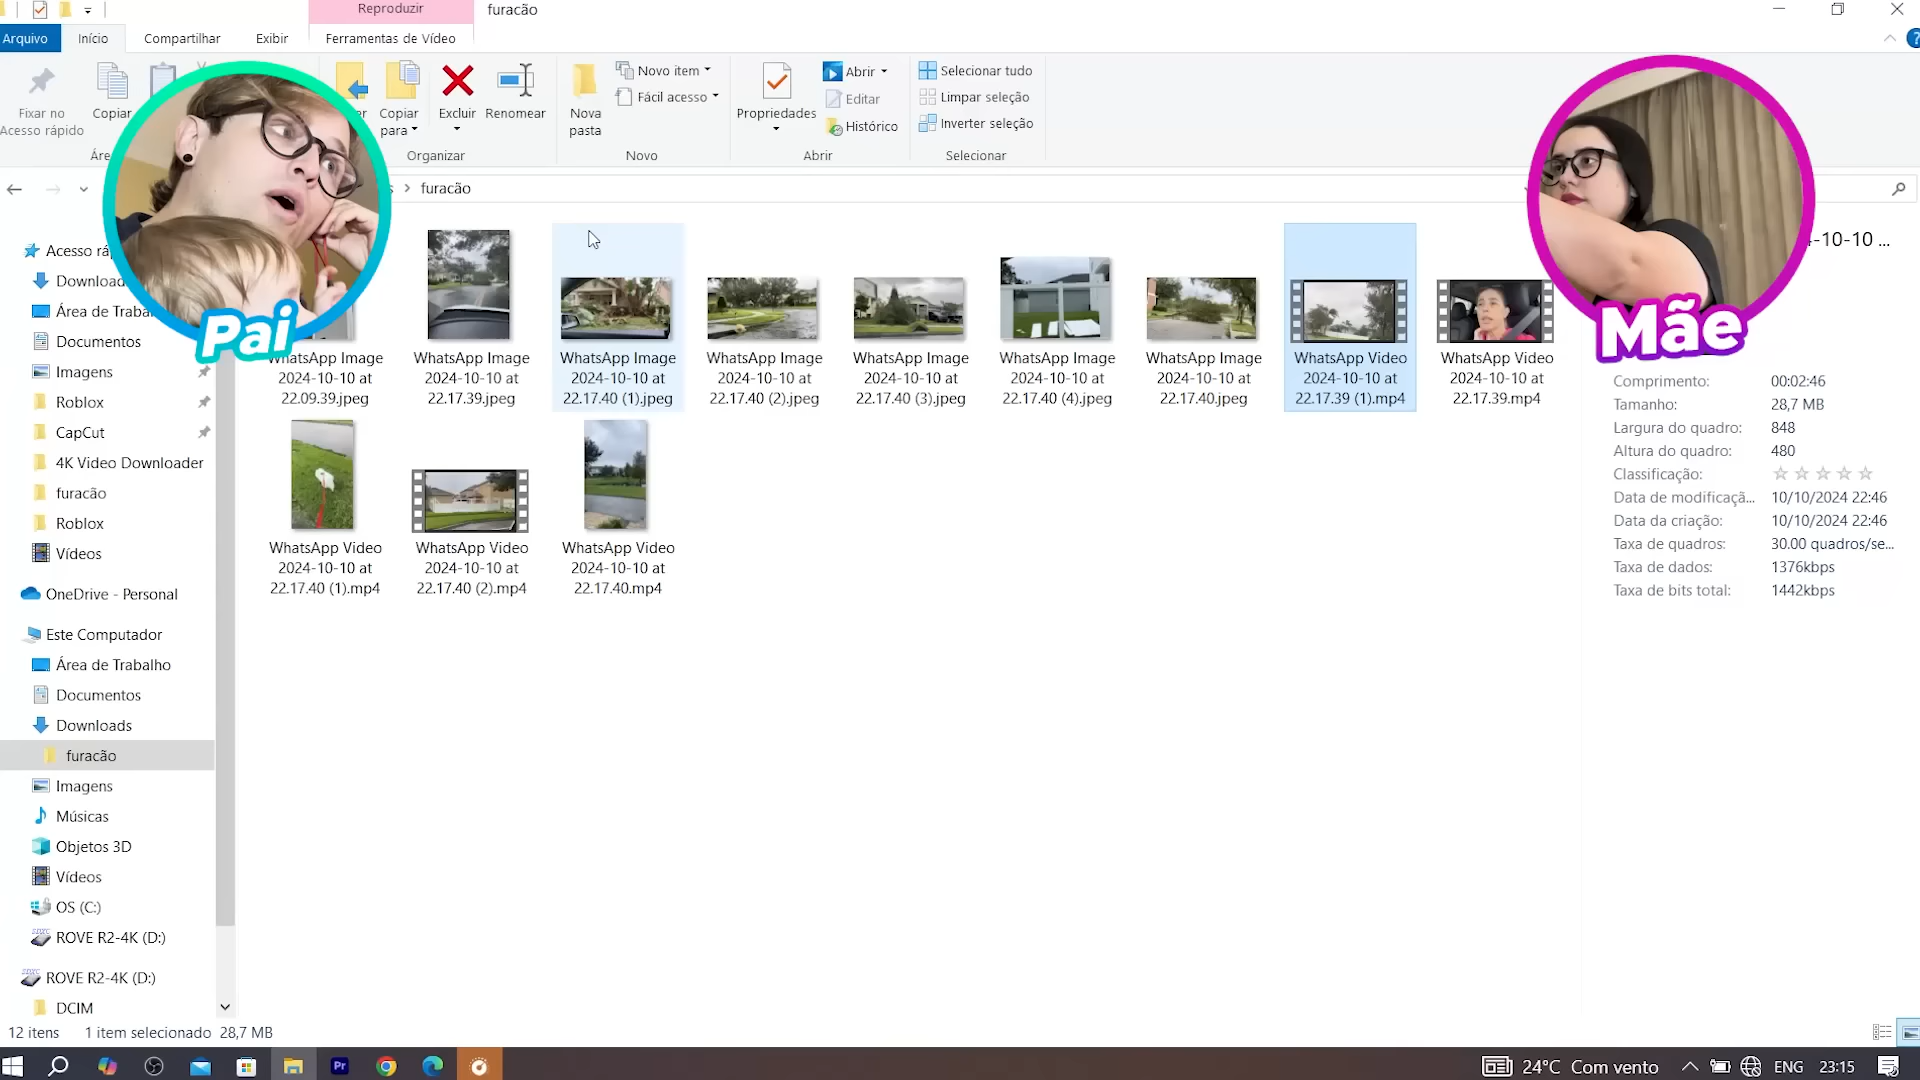 Reproduzir
furacão
Arquivo
Início
Compartilhar
Exibir
Ferramentas de Vídeo
Fixar no
Acesso rápido
Copiar
Copiar
para
Excluir
Renomear
Nova
pasta
Novo item
Fácil acesso
Propriedades
Abrir
Editar
Histórico
Selecionar tudo
Limpar seleção
Inverter seleção
Organizar
Novo
Abrir
Selecionar
furacão
-10-10 ...
Pai
Mãe
Downloads
Documentos
Imagens
Roblox
CapCut
4K Video Downloader
furacão
Roblox
Vídeos
OneDrive - Personal
Este Computador
Área de Trabalho
Documentos
Downloads
furacão
Imagens
Músicas
Objetos 3D
Vídeos
OS (C:)
ROVE R2-4K (D:)
ROVE R2-4K (D:)
DCIM
WhatsApp Image
2024-10-10 at
22.09.39.jpeg
WhatsApp Image
2024-10-10 at
22.17.39.jpeg
WhatsApp Image
2024-10-10 at
22.17.40 (1).jpeg
WhatsApp Image
2024-10-10 at
22.17.40 (2).jpeg
WhatsApp Image
2024-10-10 at
22.17.40 (3).jpeg
WhatsApp Image
2024-10-10 at
22.17.40 (4).jpeg
WhatsApp Image
2024-10-10 at
22.17.40.jpeg
WhatsApp Video
2024-10-10 at
22.17.39 (1).mp4
WhatsApp Video
2024-10-10 at
22.17.39.mp4
WhatsApp Video
2024-10-10 at
22.17.40 (1).mp4
WhatsApp Video
2024-10-10 at
22.17.40 (2).mp4
WhatsApp Video
2024-10-10 at
22.17.40.mp4
Comprimento: 00:02:46
Tamanho: 28,7 MB
Largura do quadro: 848
Altura do quadro: 480
Classificação:
Data de modificaçã... 10/10/2024 22:46
Data da criação: 10/10/2024 22:46
Taxa de quadros: 30.00 quadros/se...
Taxa de dados: 1376kbps
Taxa de bits total: 1442kbps
12 itens 1 item selecionado 28,7 MB
Pr
24°C Com vento
ENG
23:15